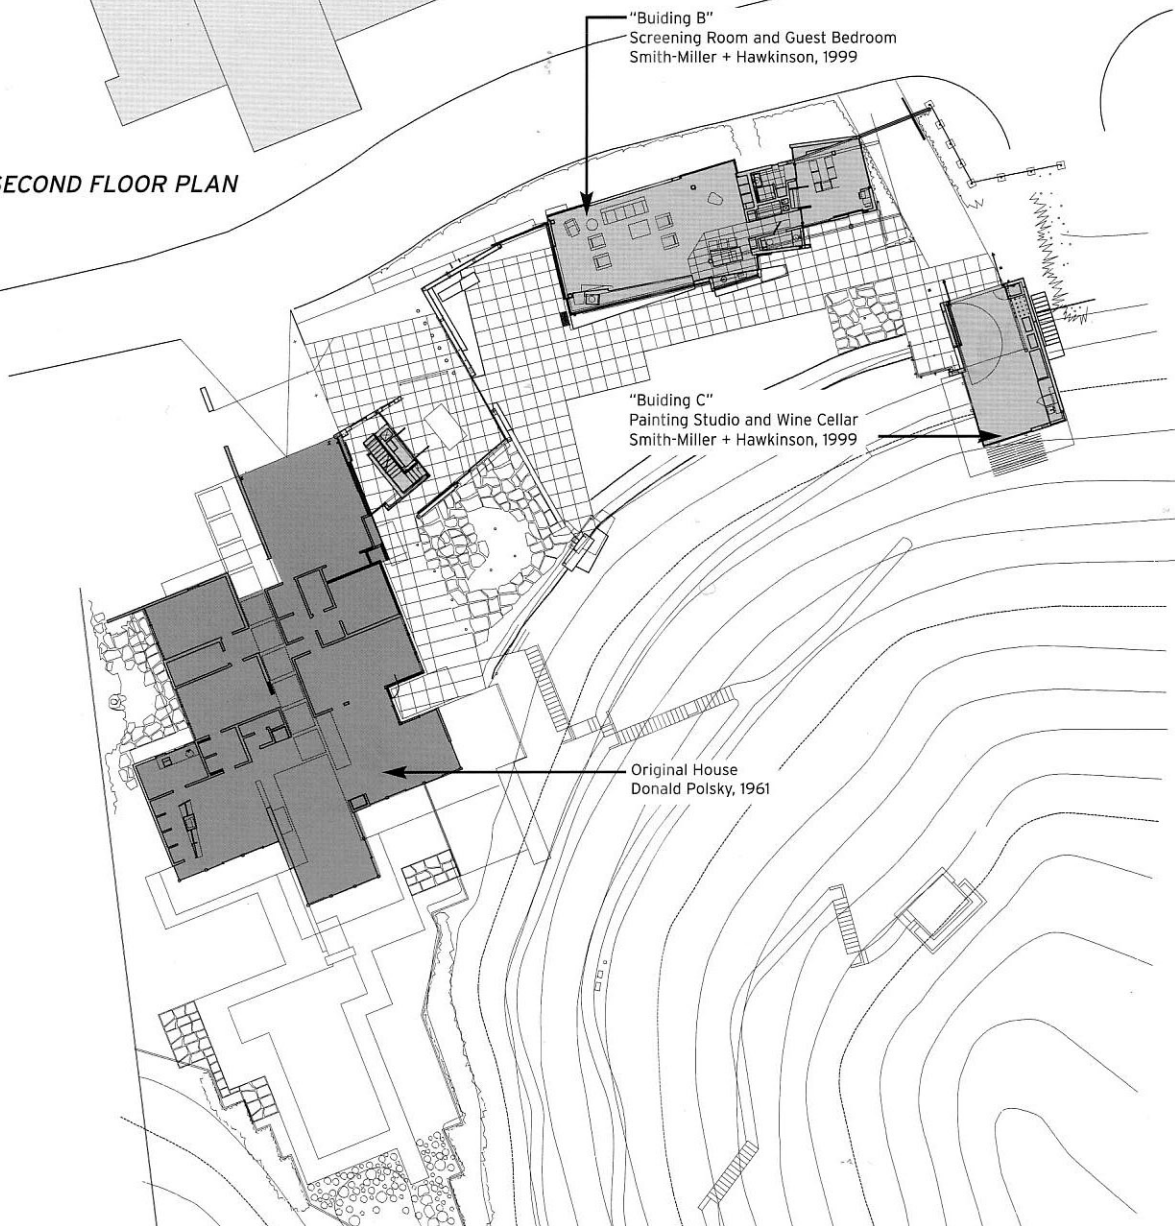 "Buiding B"
Screening Room and Guest Bedroom
Smith-Miller + Hawkinson, 1999
SECOND FLOOR PLAN
"Buiding C"
Painting Studio and Wine Cellar
Smith-Miller + Hawkinson, 1999
Original House
Donald Polsky, 1961